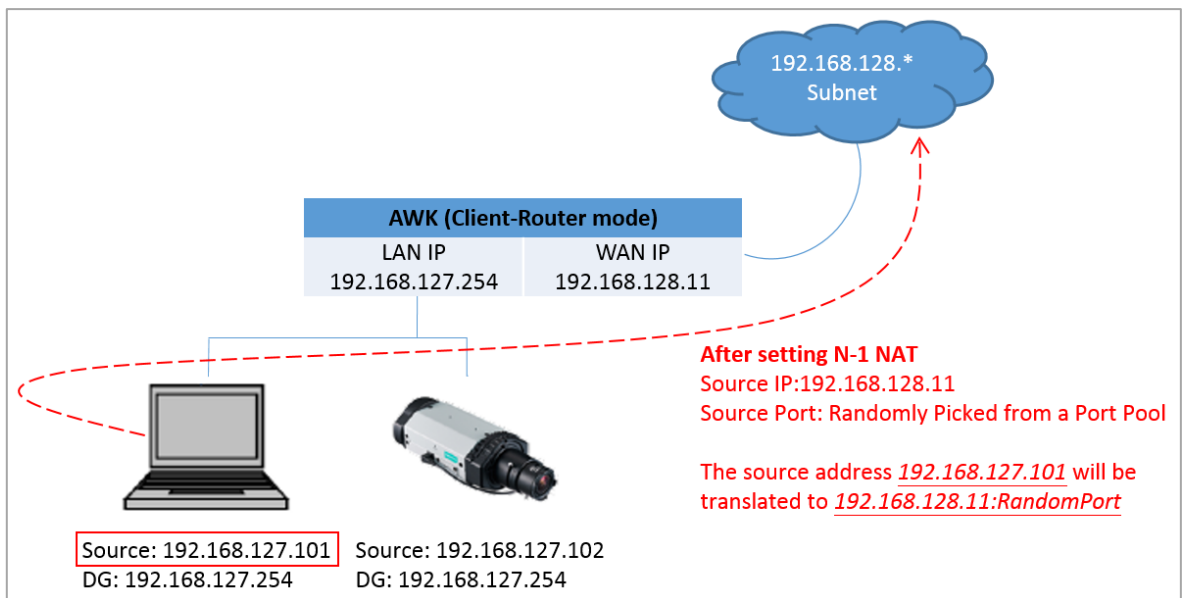 192.168.128.*
Subnet
AWK (Client-Router mode)
LAN IP
192.168.127.254
WAN IP
192.168.128.11
After setting N-1 NAT
Source IP:192.168.128.11
Source Port: Randomly Picked from a Port Pool
The source address 192.168.127.101 will be
translated to 192.168.128.11:RandomPort
Source: 192.168.127.101
DG: 192.168.127.254
Source: 192.168.127.102
DG: 192.168.127.254